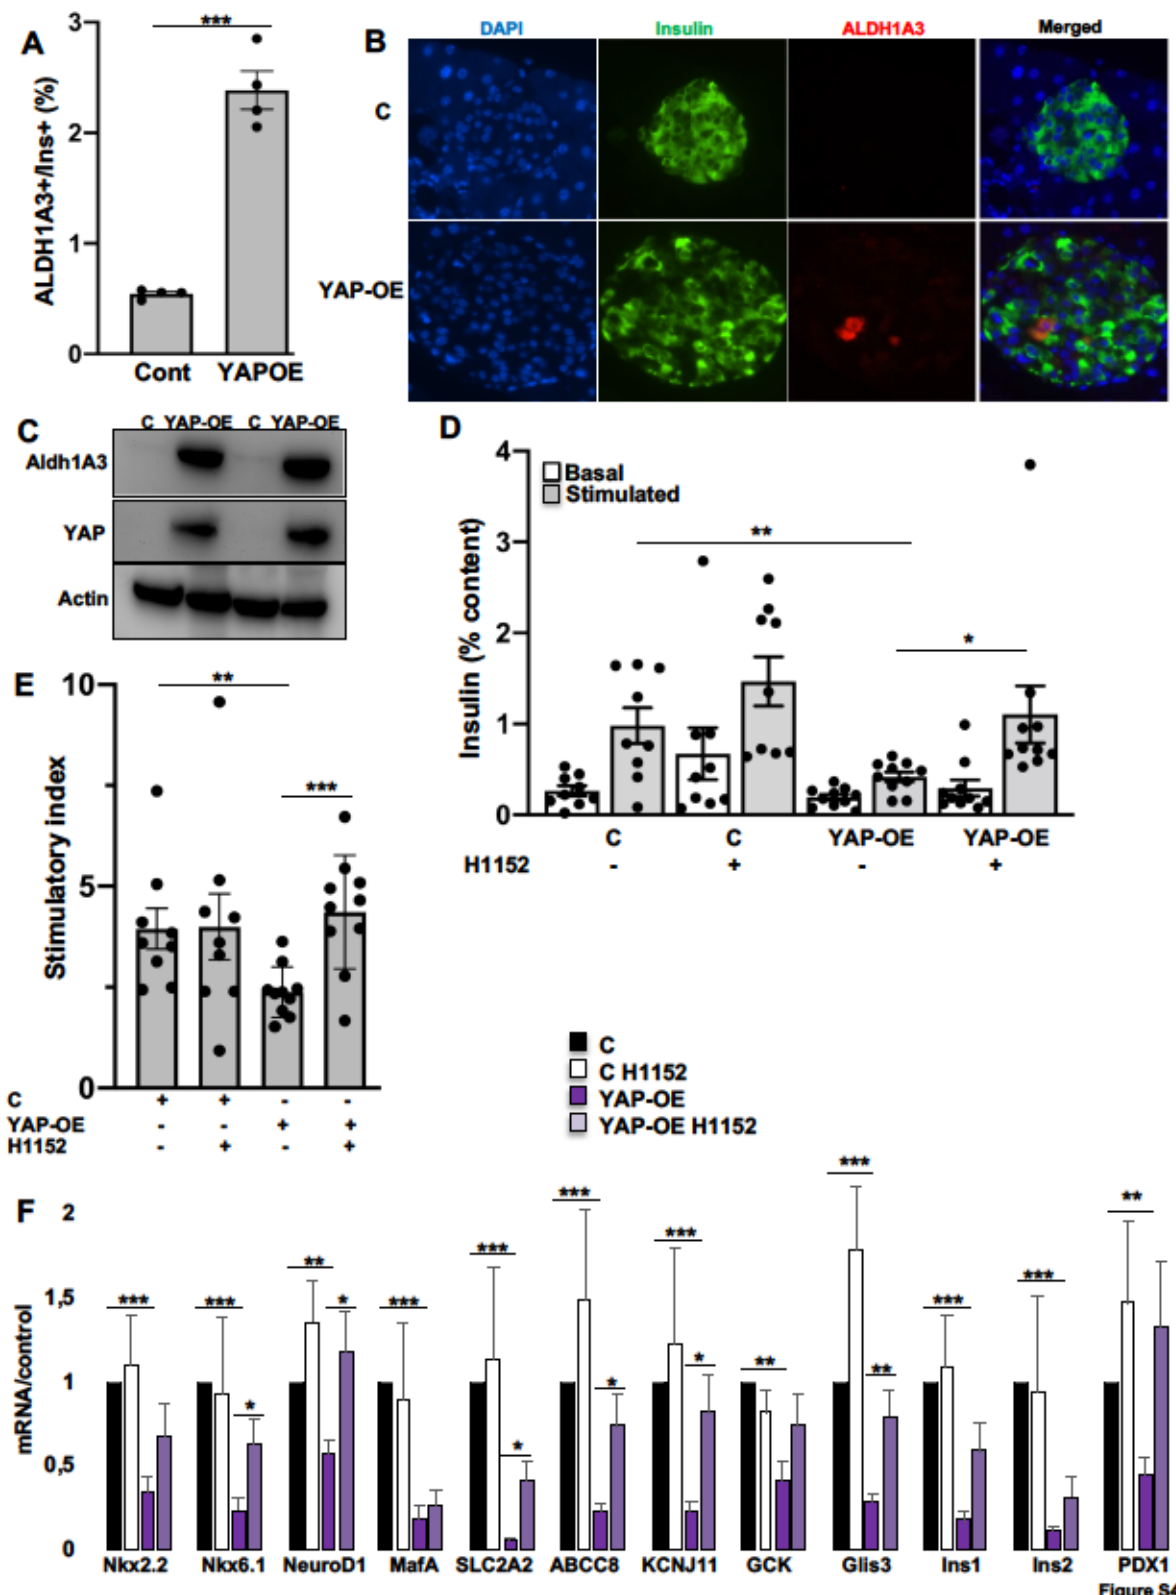 A
3
2
1
0
ALDH1A3+/Ins+ (%)
***
Cont YAPOE
B
DAPI Insulin ALDH1A3 Merged
C
YAP-OE
C
C YAP-OE C YAP-OE
Aldh1A3
YAP
Actin
D
4
3
2
1
0
Insulin (% content)
Basal
Stimulated
**
*
C C YAP-OE YAP-OE
H1152 - + - +
E
10
5
0
Stimulatory index
**
***
C + + - -
YAP-OE - - + +
H1152 - + - +
C
C H1152
YAP-OE
YAP-OE H1152
F
2
1,5
1
0,5
0
mRNA/control
*** *** ** * *** *** *** *** ** *** *** *** **
* * * * **
Nkx2.2 Nkx6.1 NeuroD1 MafA SLC2A2 ABCC8 KCNJ11 GCK Glis3 Ins1 Ins2 PDX1